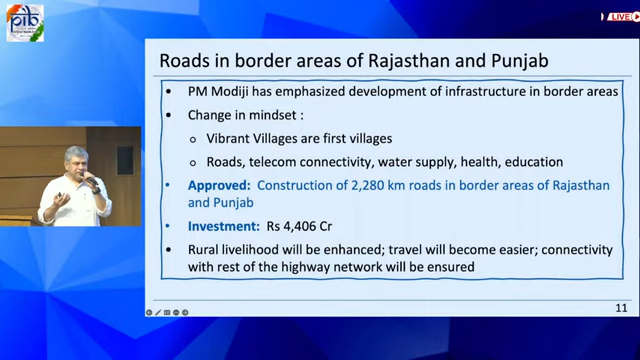 pib
LIVE
Roads in border areas of Rajasthan and Punjab
• PM Modiji has emphasized development of infrastructure in border areas
• Change in mindset :
o Vibrant Villages are first villages
o Roads, telecom connectivity, water supply, health, education
• Approved: Construction of 2,280 km roads in border areas of Rajasthan
and Punjab
• Investment: Rs 4,406 Cr
• Rural livelihood will be enhanced; travel will become easier; connectivity
with rest of the highway network will be ensured
11